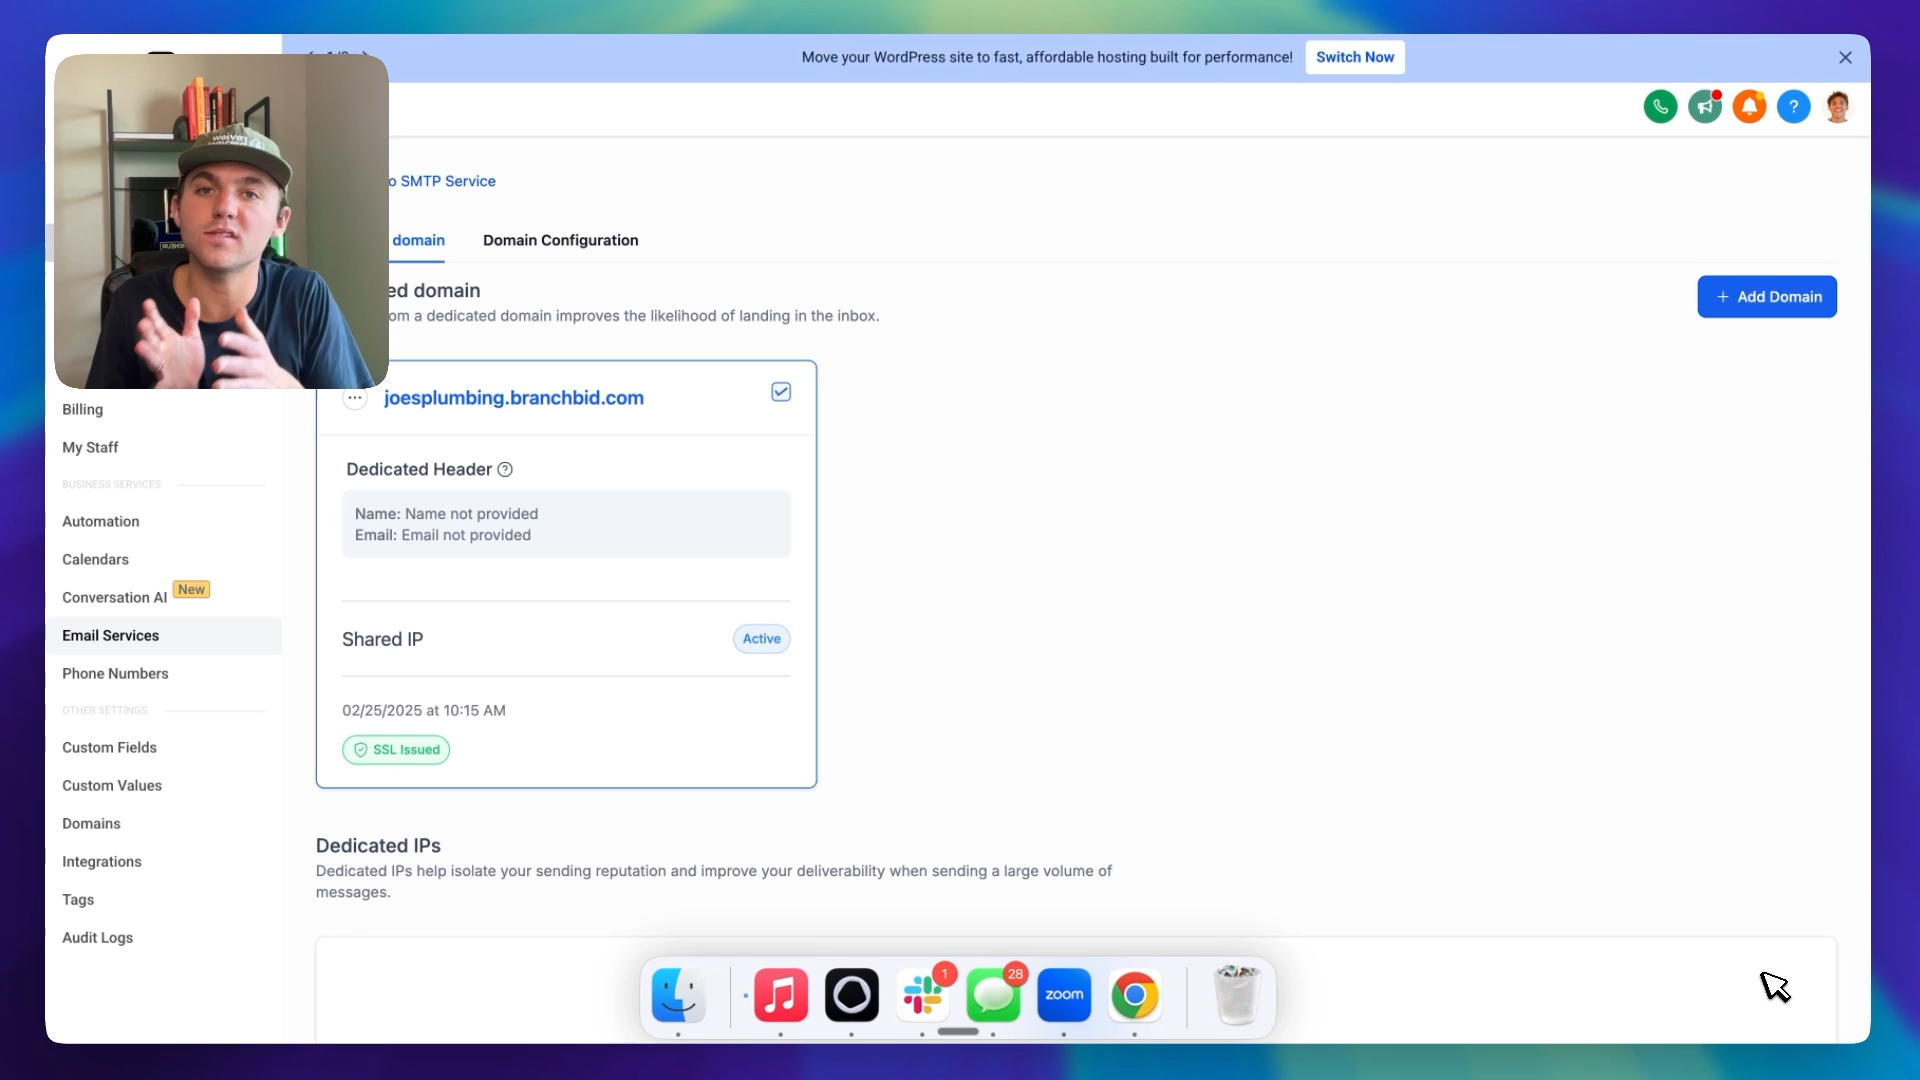 Move your WordPress site to fast, affordable hosting built for performance!
Switch Now
o SMTP Service
domain
Domain Configuration
ed domain
om a dedicated domain improves the likelihood of landing in the inbox.
+ Add Domain
joesplumbing.branchbid.com
Dedicated Header
Name: Name not provided
Email: Email not provided
Shared IP
Active
02/25/2025 at 10:15 AM
SSL Issued
Dedicated IPs
Dedicated IPs help isolate your sending reputation and improve your deliverability when sending a large volume of
messages.
Billing
My Staff
BUSINESS SERVICES
Automation
Calendars
Conversation AI
New
Email Services
Phone Numbers
OTHER SETTINGS
Custom Fields
Custom Values
Domains
Integrations
Tags
Audit Logs
1
28
zoom